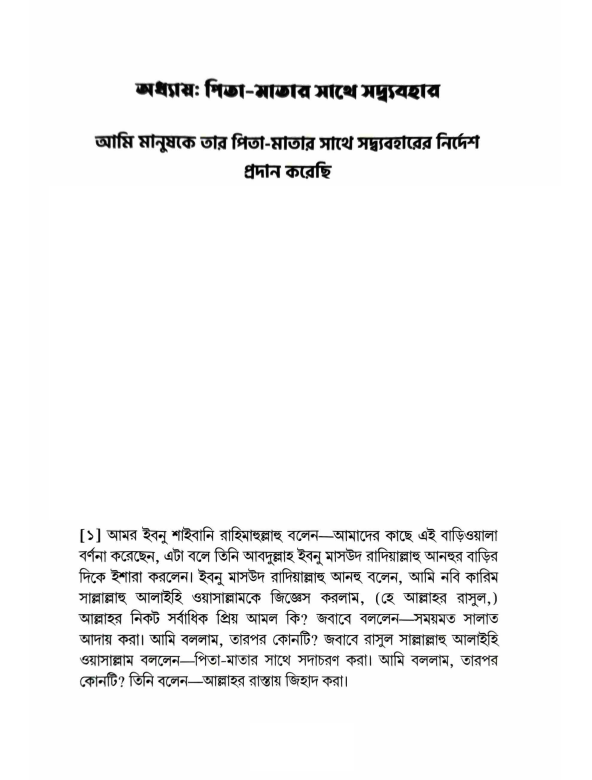 অধ্যায়: পিতা-মাতার সাথে সদ্ব্যবহার
আমি মানুষকে তার পিতা-মাতার সাথে সদ্ব্যবহারের নির্দেশ
প্রদান করেছি
[১] আমর ইবনু শাইবানি রাহিমাহুল্লাহ বলেন—আমাদের কাছে এই বাড়িওয়ালা
বর্ণনা করেছেন, এটা বলে তিনি আবদুল্লাহ ইবনু মাসউদ রাদিয়াল্লাহু আনহুর বাড়ির
দিকে ইশারা করলেন। ইবনু মাসউদ রাদিয়াল্লাহু আনহু বলেন, আমি নবি কারিম
সাল্লাল্লাহু আলাইহি ওয়াসাল্লামকে জিজ্ঞেস করলাম, (হে আল্লাহর রাসুল,)
আল্লাহর নিকট সর্বাধিক প্রিয় আমল কি? জবাবে বললেন—সময়মত সালাত
আদায় করা। আমি বললাম, তারপর কোনটি? জবাবে রাসুল সাল্লাল্লাহু আলাইহি
ওয়াসাল্লাম বললেন—পিতা-মাতার সাথে সদাচরণ করা। আমি বললাম, তারপর
কোনটি? তিনি বলেন—আল্লাহর রাস্তায় জিহাদ করা।